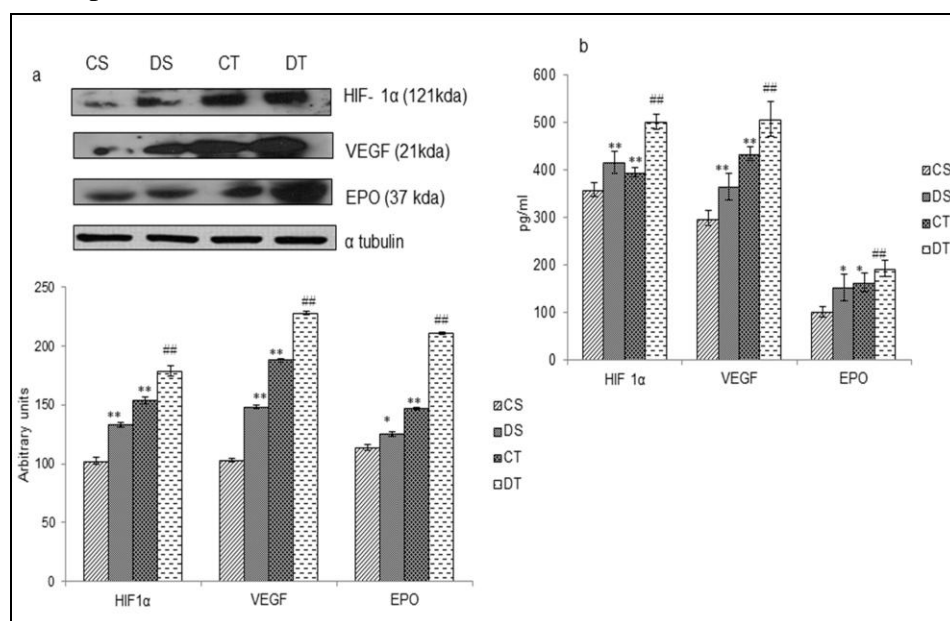 a
CS DS CT DT
HIF- 1α (121kda)
VEGF (21kda)
EPO (37 kda)
α tubulin
250
200
150
100
50
0
Arbitrary units
** ** ##
** ** ##
* ** ##
HIF1α VEGF EPO
CS
DS
CT
DT
b
600
500
400
300
200
100
0
pg/ml
** ** ##
** ** ##
* * ##
HIF 1α VEGF EPO
CS
DS
CT
DT